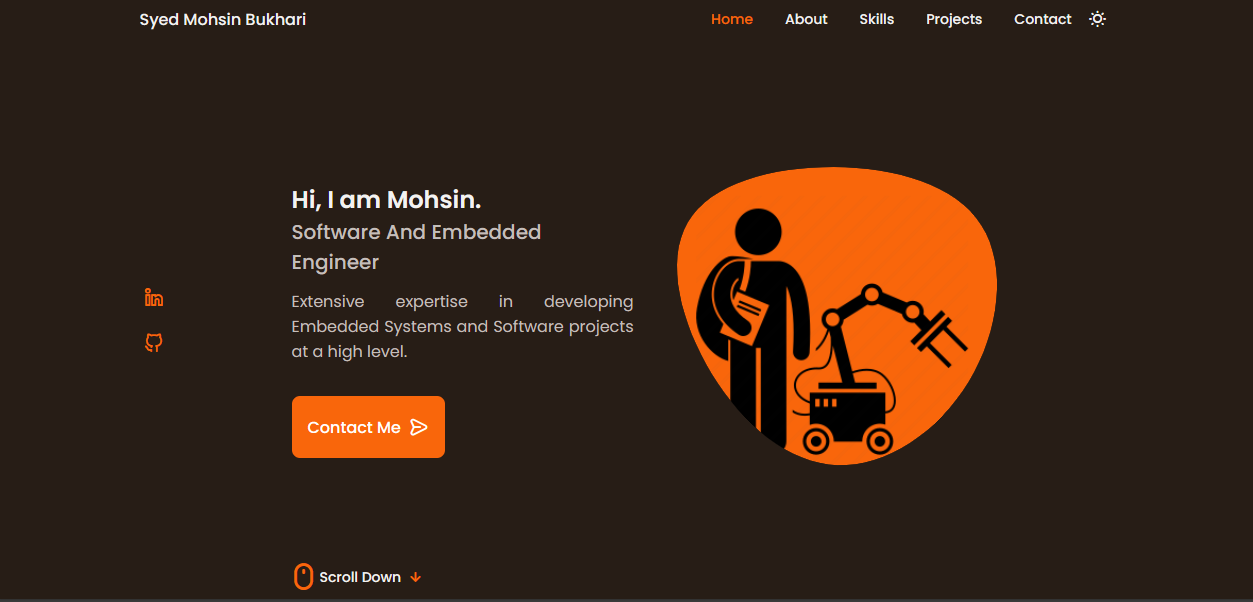 Syed Mohsin Bukhari
Home About Skills Projects Contact
Hi, I am Mohsin.
Software And Embedded
Engineer
Extensive expertise in developing
Embedded Systems and Software projects
at a high level.
Contact Me
Scroll Down